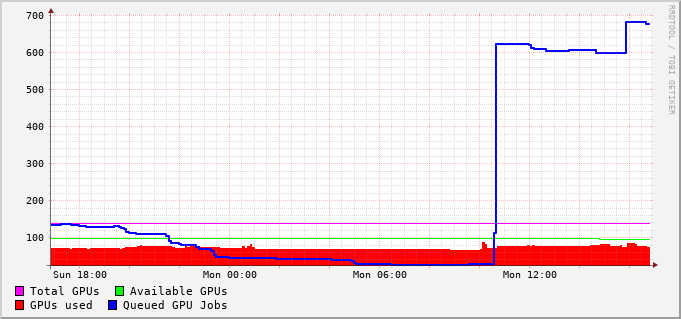 700
600
500
400
300
200
100
Sun 18:00 Mon 00:00 Mon 06:00 Mon 12:00
Total GPUs Available GPUs
GPUs used Queued GPU Jobs
RRDTOOL / TOBI OETIKER